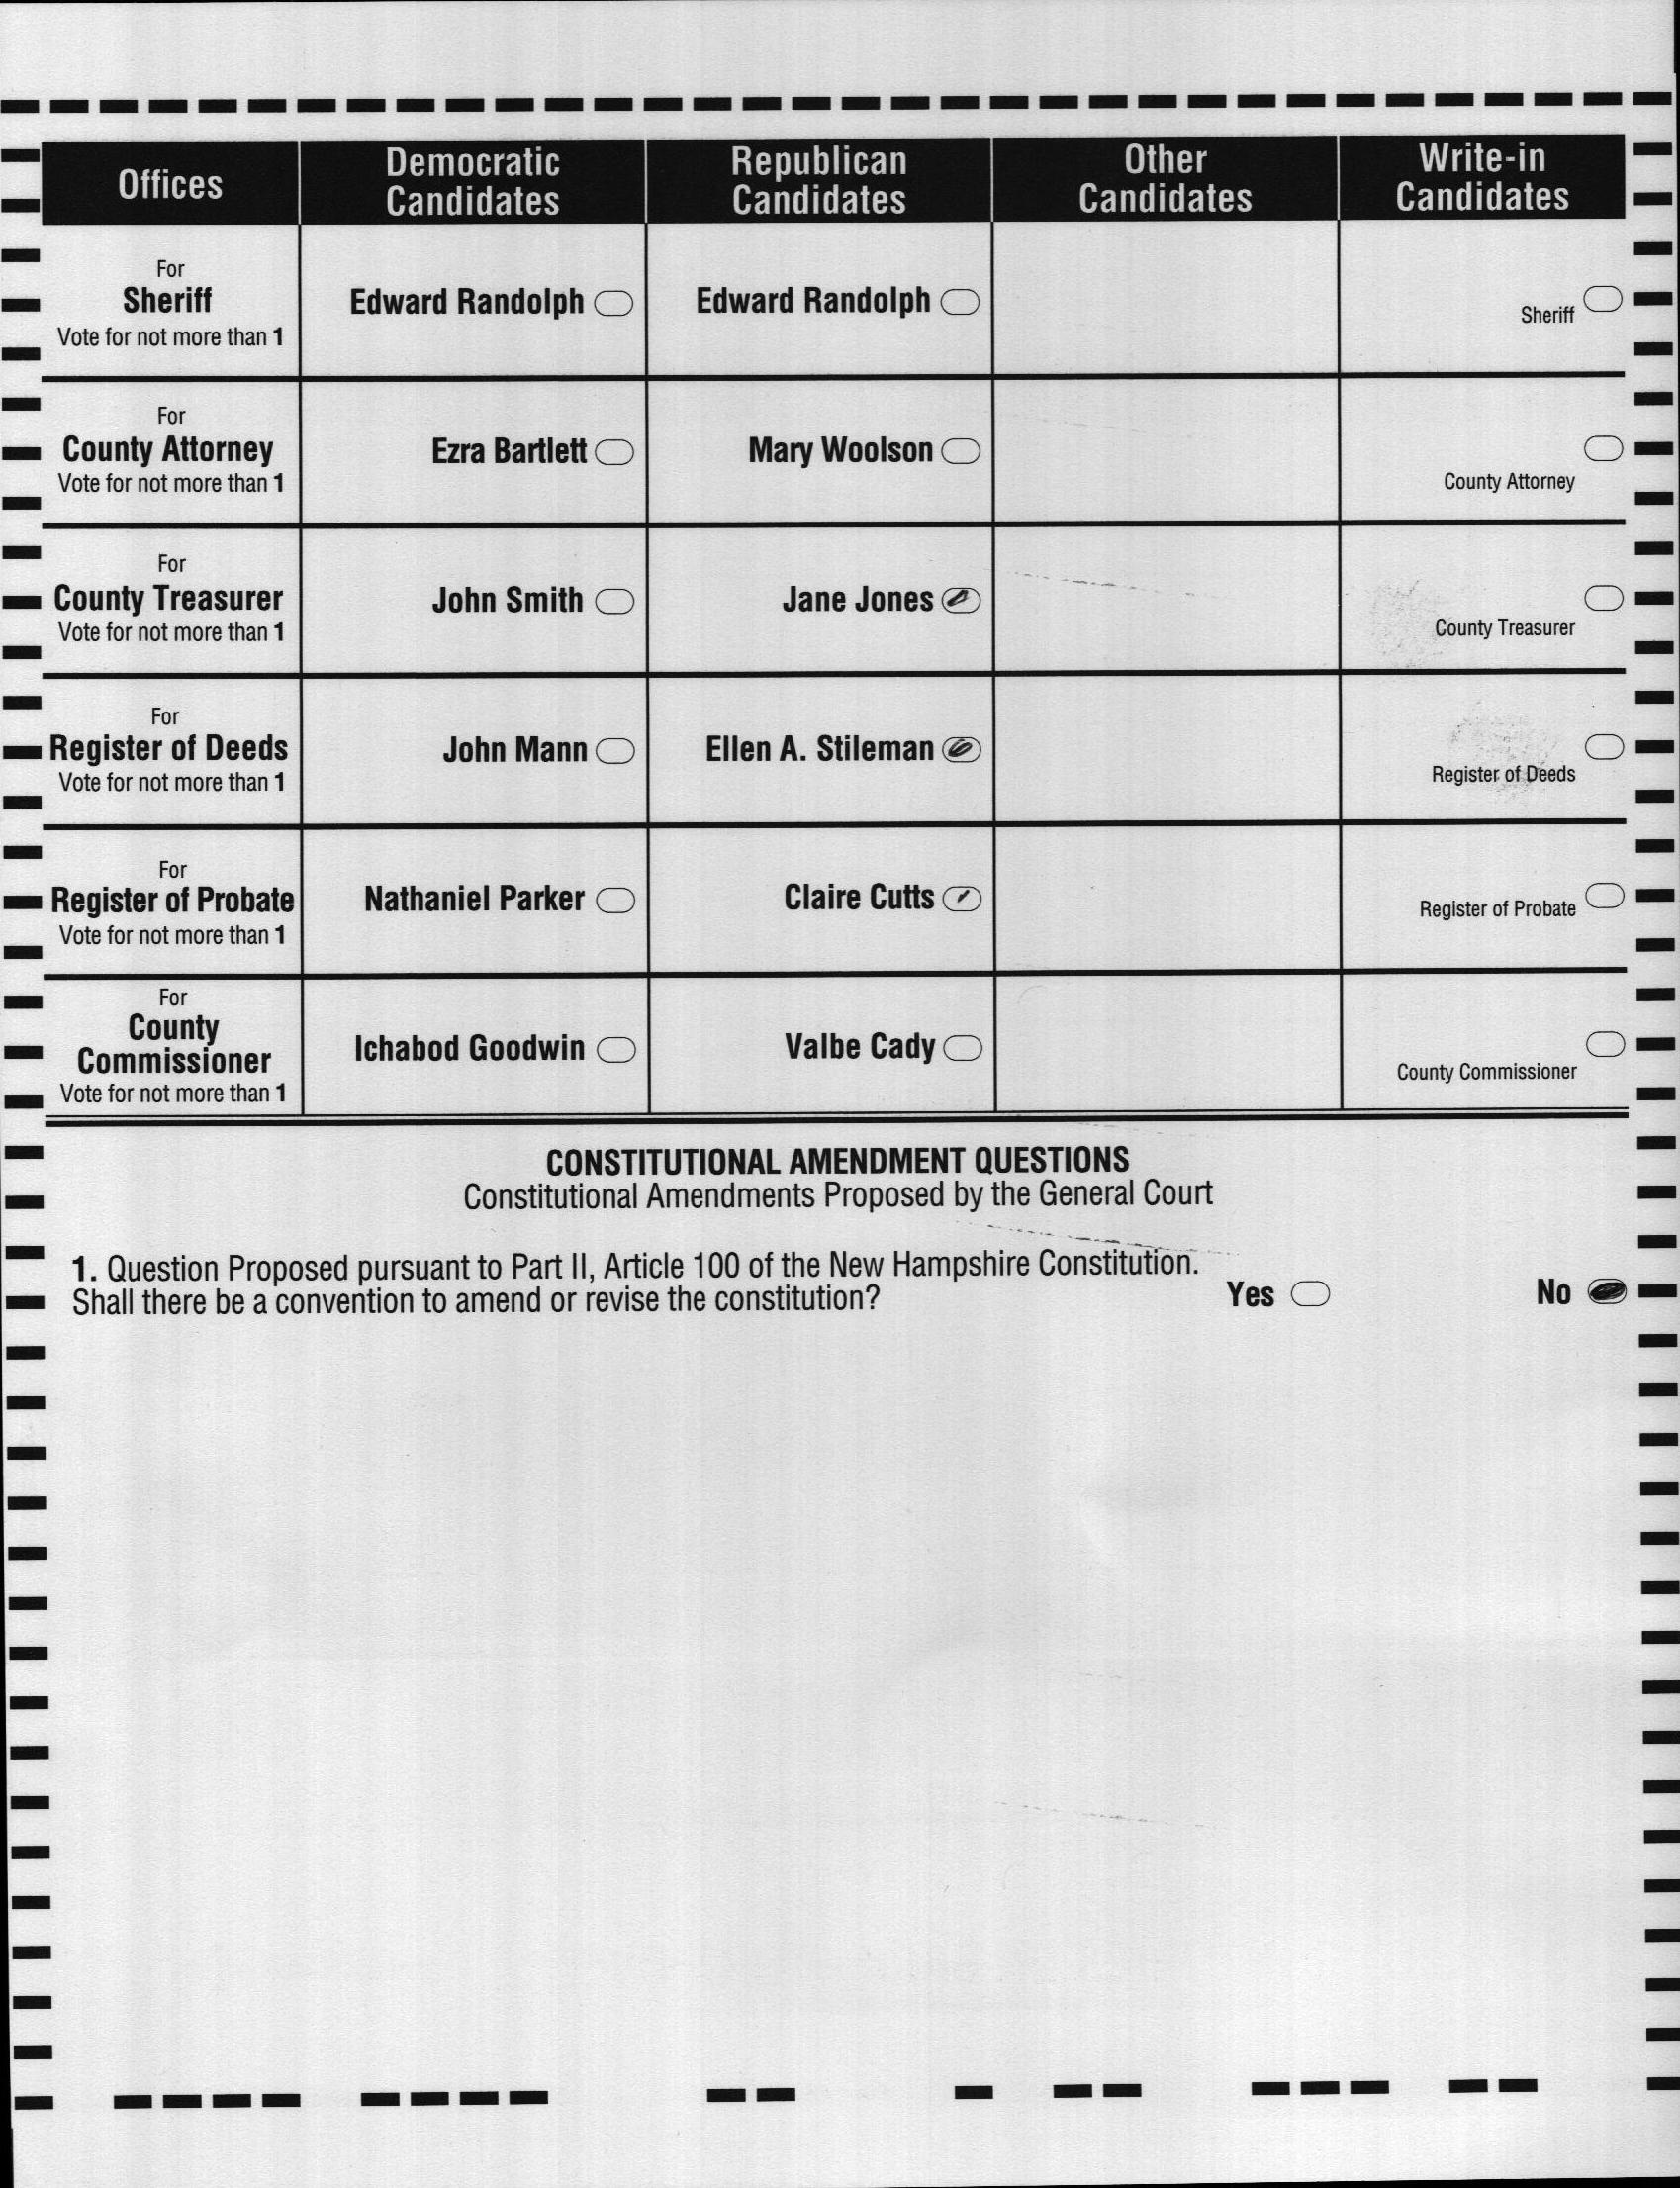 Offices
Democratic
Candidates
Republican
Candidates
Other
Candidates
Write-in
Candidates
For
Sheriff
Vote for not more than 1
Edward Randolph
Edward Randolph
Sheriff
For
County Attorney
Vote for not more than 1
Ezra Bartlett
Mary Woolson
County Attorney
For
County Treasurer
Vote for not more than 1
John Smith
Jane Jones
County Treasurer
For
Register of Deeds
Vote for not more than 1
John Mann
Ellen A. Stileman
Register of Deeds
For
Register of Probate
Vote for not more than 1
Nathaniel Parker
Claire Cutts
Register of Probate
For
County
Commissioner
Vote for not more than 1
Ichabod Goodwin
Valbe Cady
County Commissioner
CONSTITUTIONAL AMENDMENT QUESTIONS
Constitutional Amendments Proposed by the General Court
1. Question Proposed pursuant to Part II, Article 100 of the New Hampshire Constitution.
Shall there be a convention to amend or revise the constitution?
Yes
No